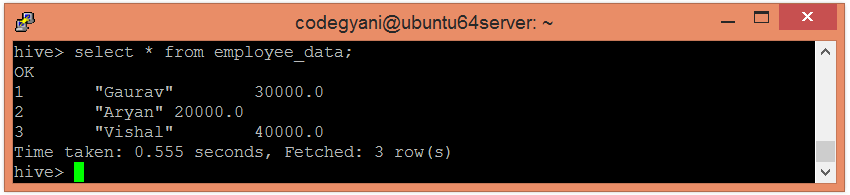 codegyani@ubuntu64server: ~
hive> select * from employee_data;
OK
1       "Gaurav"        30000.0
2       "Aryan" 20000.0
3       "Vishal"        40000.0
Time taken: 0.555 seconds, Fetched: 3 row(s)
hive>